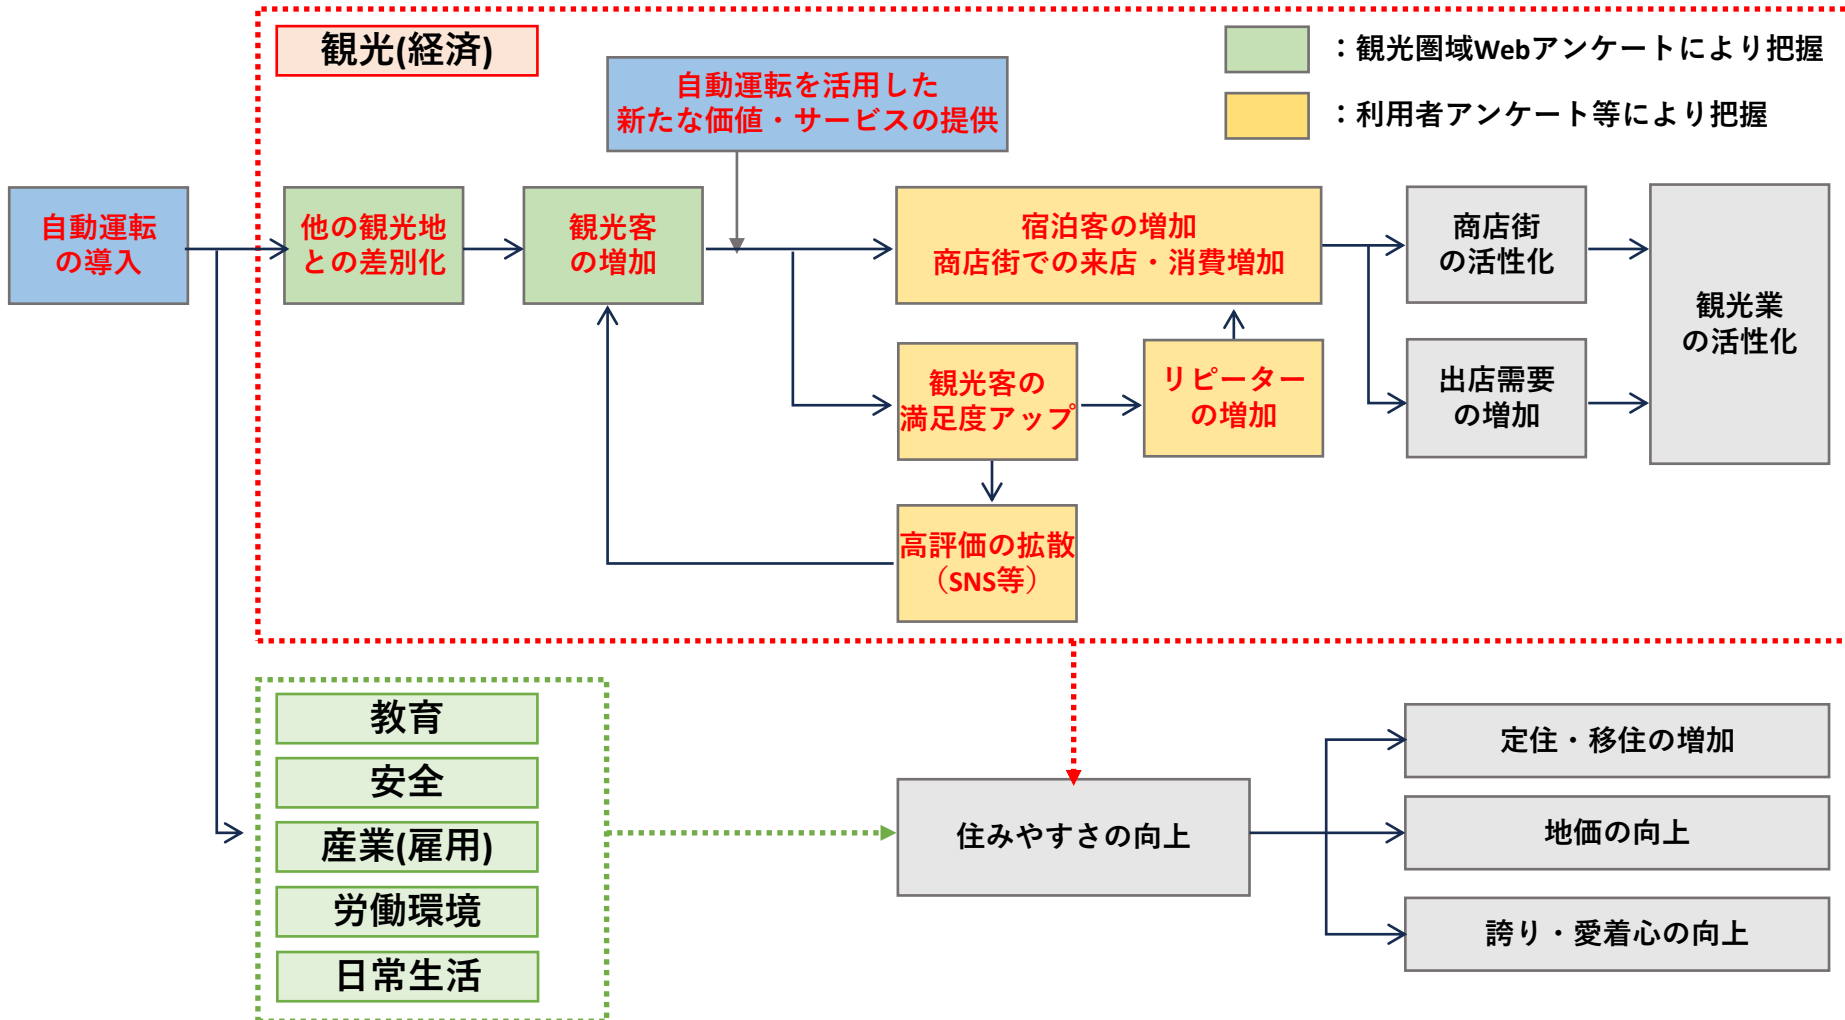 観光(経済)
：観光圏域Webアンケートにより把握
：利用者アンケート等により把握
自動運転を活用した
新たな価値・サービスの提供
自動運転
の導入
他の観光地
との差別化
観光客
の増加
宿泊客の増加
商店街での来店・消費増加
商店街
の活性化
観光業
の活性化
観光客の
満足度アップ
リピーター
の増加
出店需要
の増加
高評価の拡散
（SNS等）
教育
安全
産業(雇用)
労働環境
日常生活
住みやすさの向上
定住・移住の増加
地価の向上
誇り・愛着心の向上